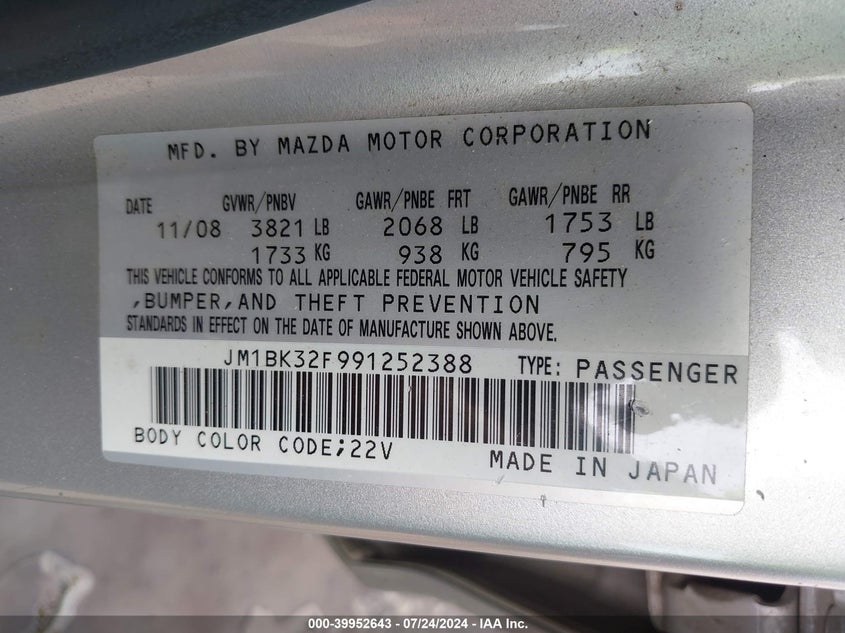 MFD. BY MAZDA MOTOR CORPORATION
DATE GVWR/PNBV GAWR/PNBE FRT GAWR/PNBE RR
11/08 3821 LB 2068 LB 1753 LB
1733 KG 938 KG 795 KG
THIS VEHICLE CONFORMS TO ALL APPLICABLE FEDERAL MOTOR VEHICLE SAFETY
,BUMPER,AND THEFT PREVENTION
STANDARDS IN EFFECT ON THE DATE OF MANUFACTURE SHOWN ABOVE.
JM1BK32F991252388 TYPE: PASSENGER
BODY COLOR CODE;22V
MADE IN JAPAN
000-39952643 - 07/24/2024 - IAA Inc.